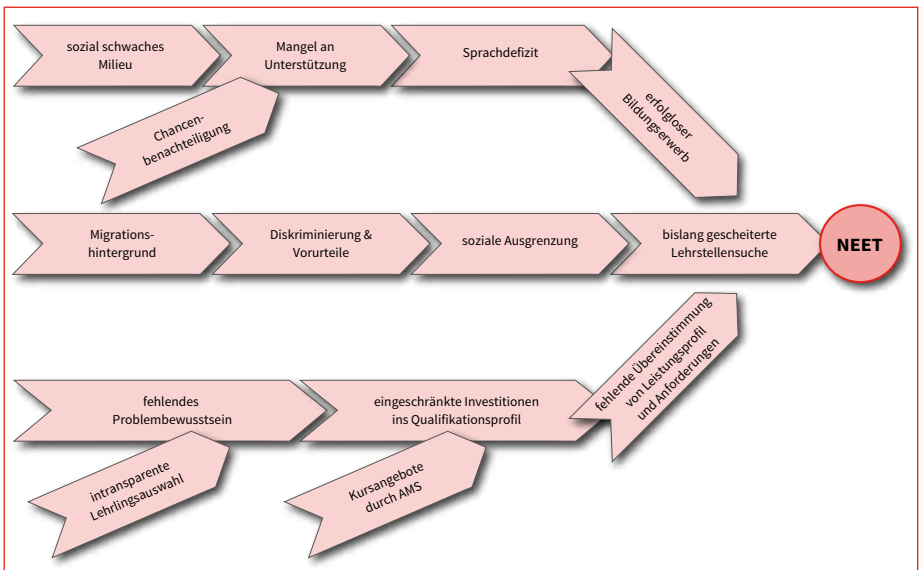 sozial schwaches
Milieu
Mangel an
Unterstützung
Sprachdefizit
erfolgloser
Bildungserwerb
Chancen-
benachteiligung
Migrations-
hintergrund
Diskriminierung &
Vorurteile
soziale Ausgrenzung
bislang gescheiterte
Lehrstellensuche
NEET
fehlende Übereinstimmung
von Leistungsprofil
und Anforderungen
fehlendes
Problembewusstsein
eingeschränkte Investitionen
ins Qualifikationsprofil
intransparente
Lehrlingsauswahl
Kursangebote
durch AMS